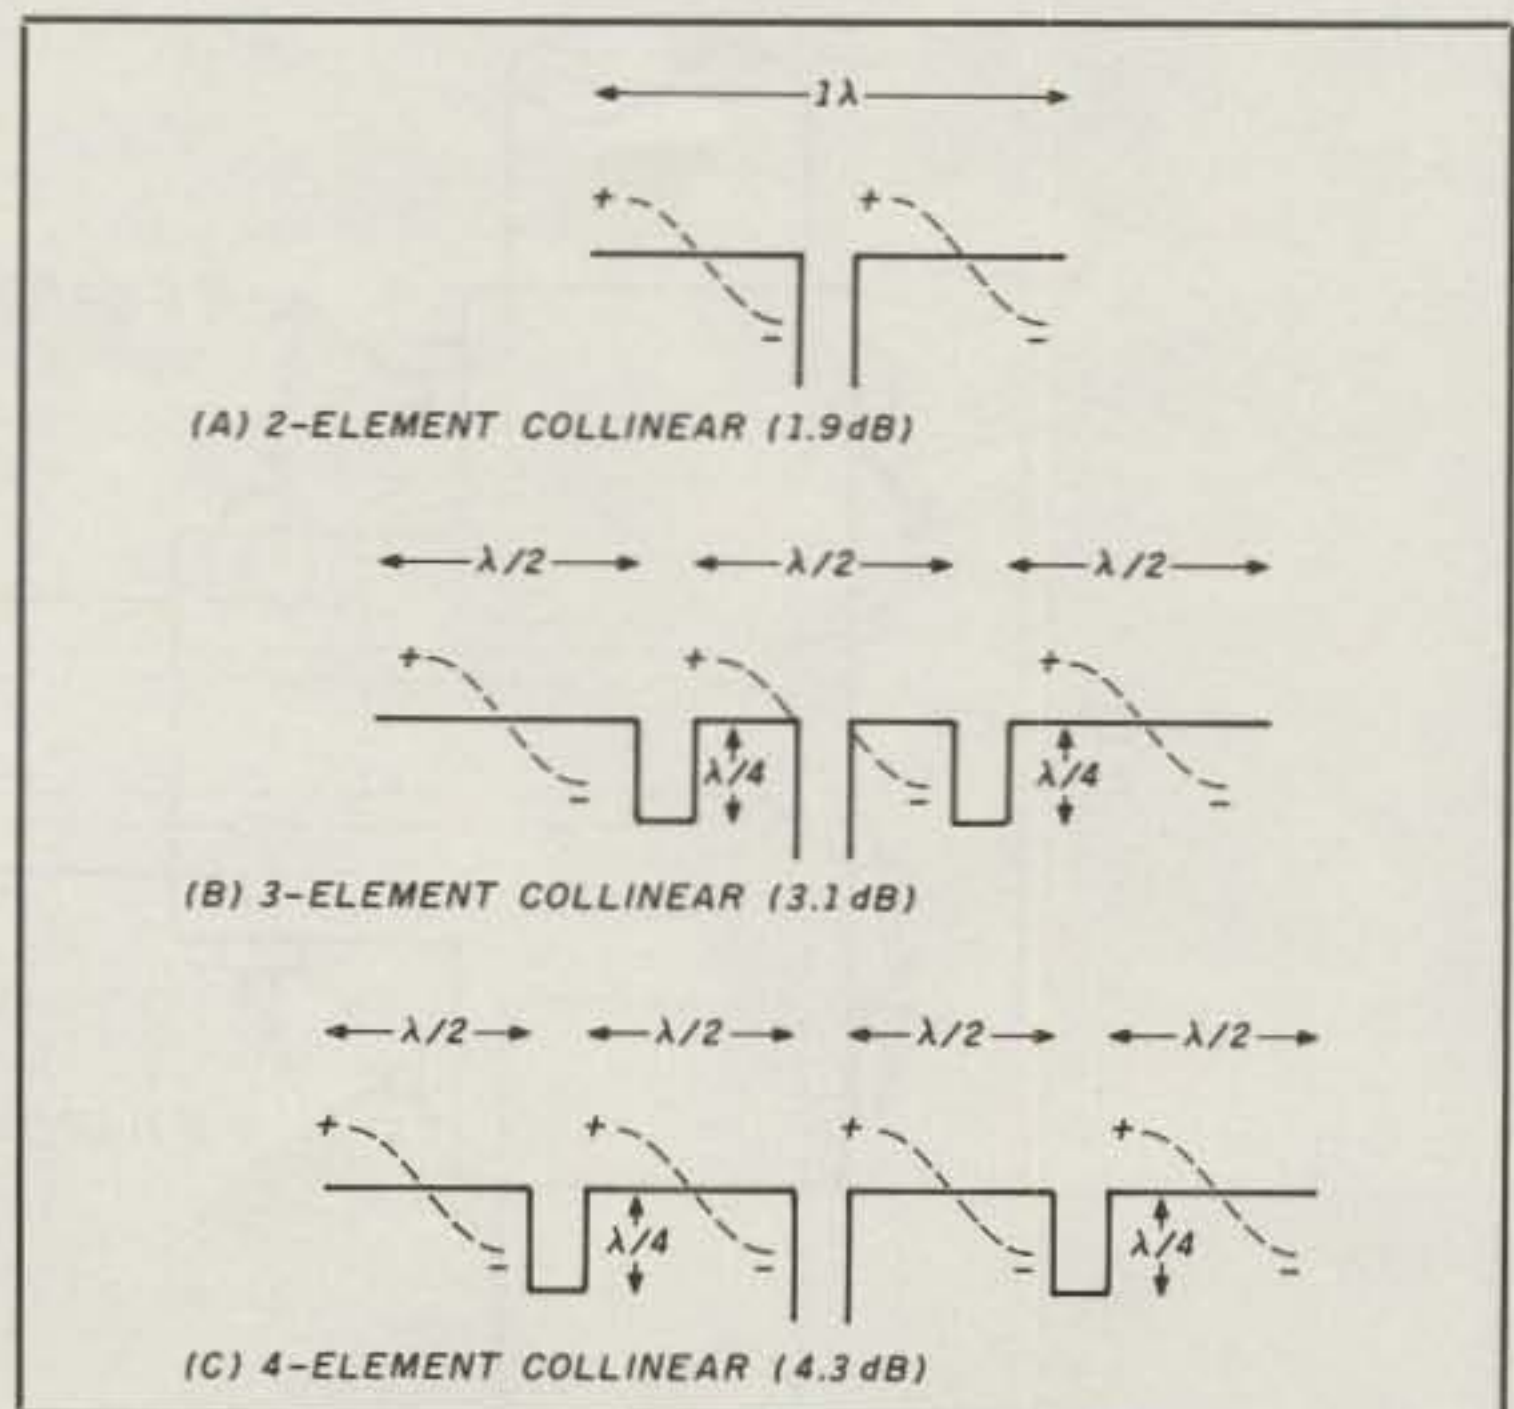 1λ
+ +
- -
(A) 2-ELEMENT COLLINEAR (1.9dB)
λ/2 λ/2 λ/2
+ + +
λ/4 λ/4
- - -
(B) 3-ELEMENT COLLINEAR (3.1dB)
λ/2 λ/2 λ/2 λ/2
+ + + +
λ/4 λ/4
- - - -
(C) 4-ELEMENT COLLINEAR (4.3dB)